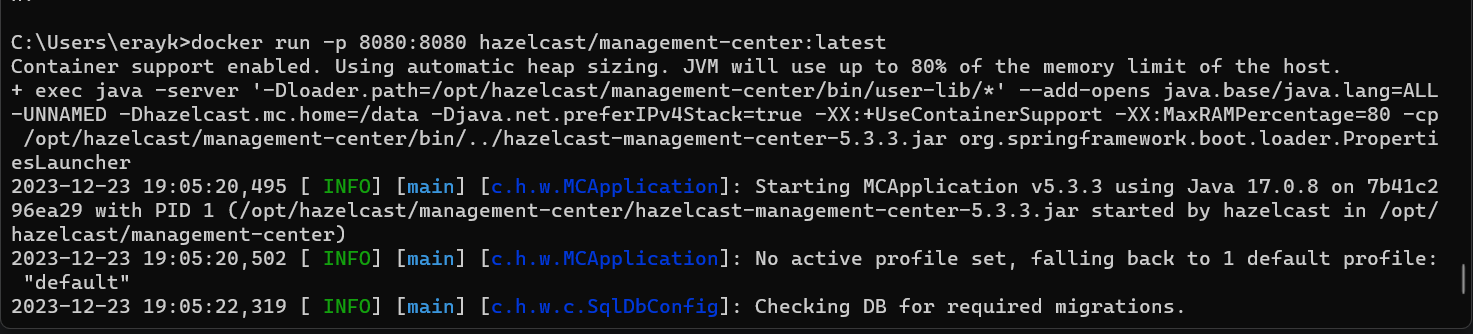 C:\Users\erayk>docker run -p 8080:8080 hazelcast/management-center:latest
Container support enabled. Using automatic heap sizing. JVM will use up to 80% of the memory limit of the host.
+ exec java -server '-Dloader.path=/opt/hazelcast/management-center/bin/user-lib/*' --add-opens java.base/java.lang=ALL
-UNNAMED -Dhazelcast.mc.home=/data -Djava.net.preferIPv4Stack=true -XX:+UseContainerSupport -XX:MaxRAMPercentage=80 -cp
 /opt/hazelcast/management-center/bin/../hazelcast-management-center-5.3.3.jar org.springframework.boot.loader.Properti
esLauncher
2023-12-23 19:05:20,495 [ INFO] [main] [c.h.w.MCApplication]: Starting MCApplication v5.3.3 using Java 17.0.8 on 7b41c2
96ea29 with PID 1 (/opt/hazelcast/management-center/hazelcast-management-center-5.3.3.jar started by hazelcast in /opt/
hazelcast/management-center)
2023-12-23 19:05:20,502 [ INFO] [main] [c.h.w.MCApplication]: No active profile set, falling back to 1 default profile:
 "default"
2023-12-23 19:05:22,319 [ INFO] [main] [c.h.w.c.SqlDbConfig]: Checking DB for required migrations.